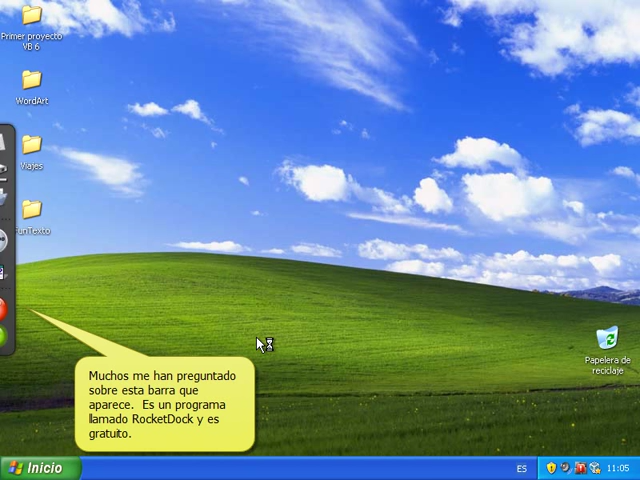 Primer proyecto
VB 6
WordArt
Viajes
FunTexto
Papelera de
reciclaje
Muchos me han preguntado
sobre esta barra que
aparece. Es un programa
llamado RocketDock y es
gratuito.
Inicio
ES
11:05